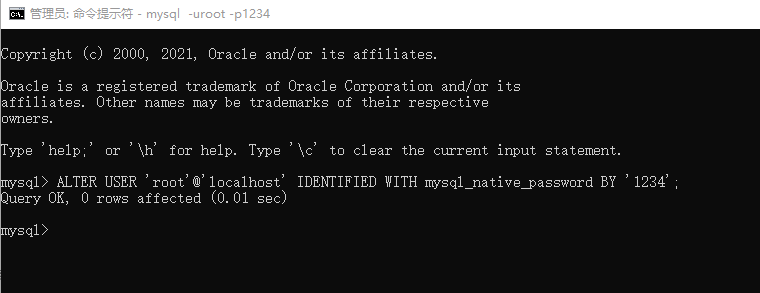 管理员: 命令提示符 - mysql  -uroot -p1234
Copyright (c) 2000, 2021, Oracle and/or its affiliates.
Oracle is a registered trademark of Oracle Corporation and/or its
affiliates. Other names may be trademarks of their respective
owners.
Type 'help;' or '\h' for help. Type '\c' to clear the current input statement.
mysql> ALTER USER 'root'@'localhost' IDENTIFIED WITH mysql_native_password BY '1234';
Query OK, 0 rows affected (0.01 sec)
mysql>